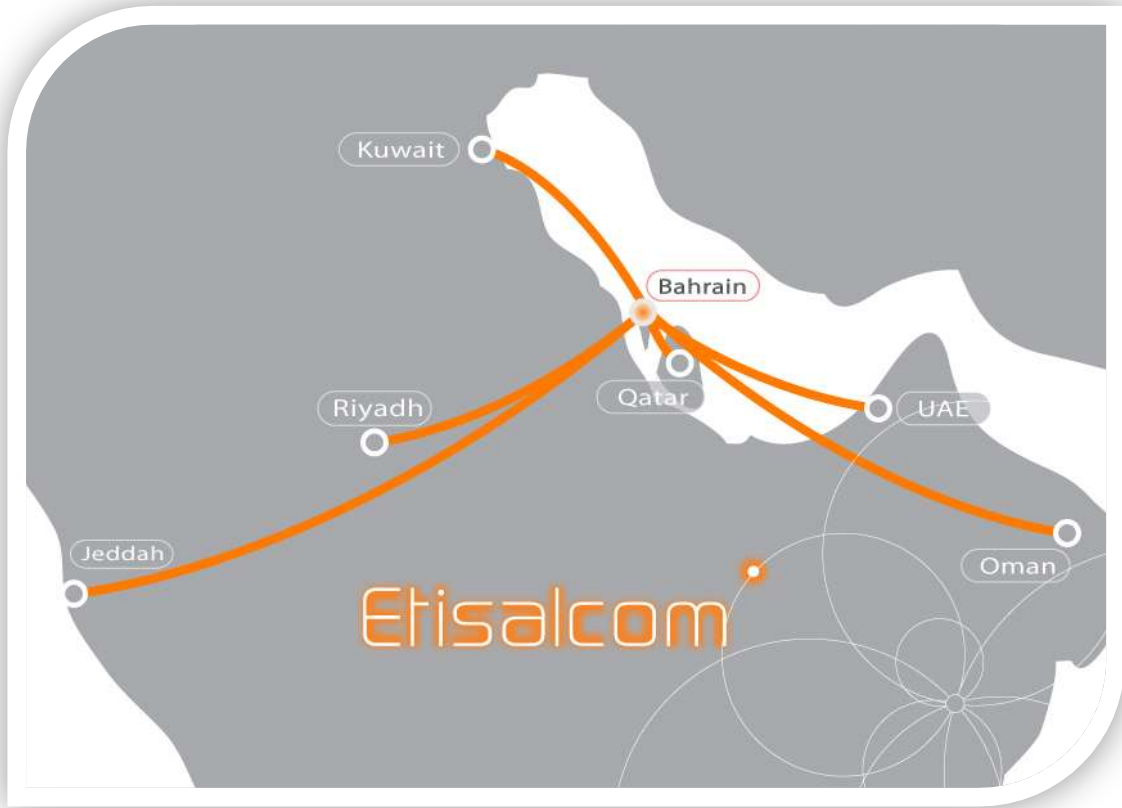 Kuwait
Bahrain
Qatar
Riyadh
UAE
Jeddah
Oman
Etisalcom